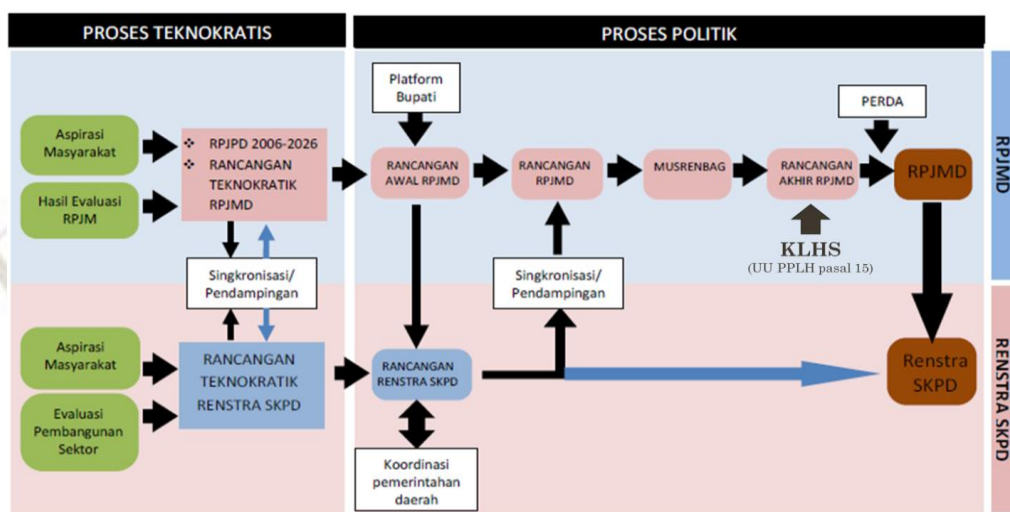 PROSES TEKNOKRATIS
PROSES POLITIK
Platform
Bupati
PERDA
Aspirasi
Masyarakat
Hasil Evaluasi
RPJM
❖ RPJPD 2006-2026
❖ RANCANGAN
TEKNOKRATIK
RPJMD
RANCANGAN
AWAL RPJMD
RANCANGAN
RPJMD
MUSRENBAG
RANCANGAN
AKHIR RPJMD
RPJMD
KLHS
(UU PPLH pasal 15)
RPJMD
Singkronisasi/
Pendampingan
Singkronisasi/
Pendampingan
Aspirasi
Masyarakat
Evaluasi
Pembangunan
Sektor
RANCANGAN
TEKNOKRATIK
RENSTRA SKPD
RANCANGAN
RENSTRA SKPD
Renstra
SKPD
RENSTRA SKPD
Koordinasi
pemerintahan
daerah